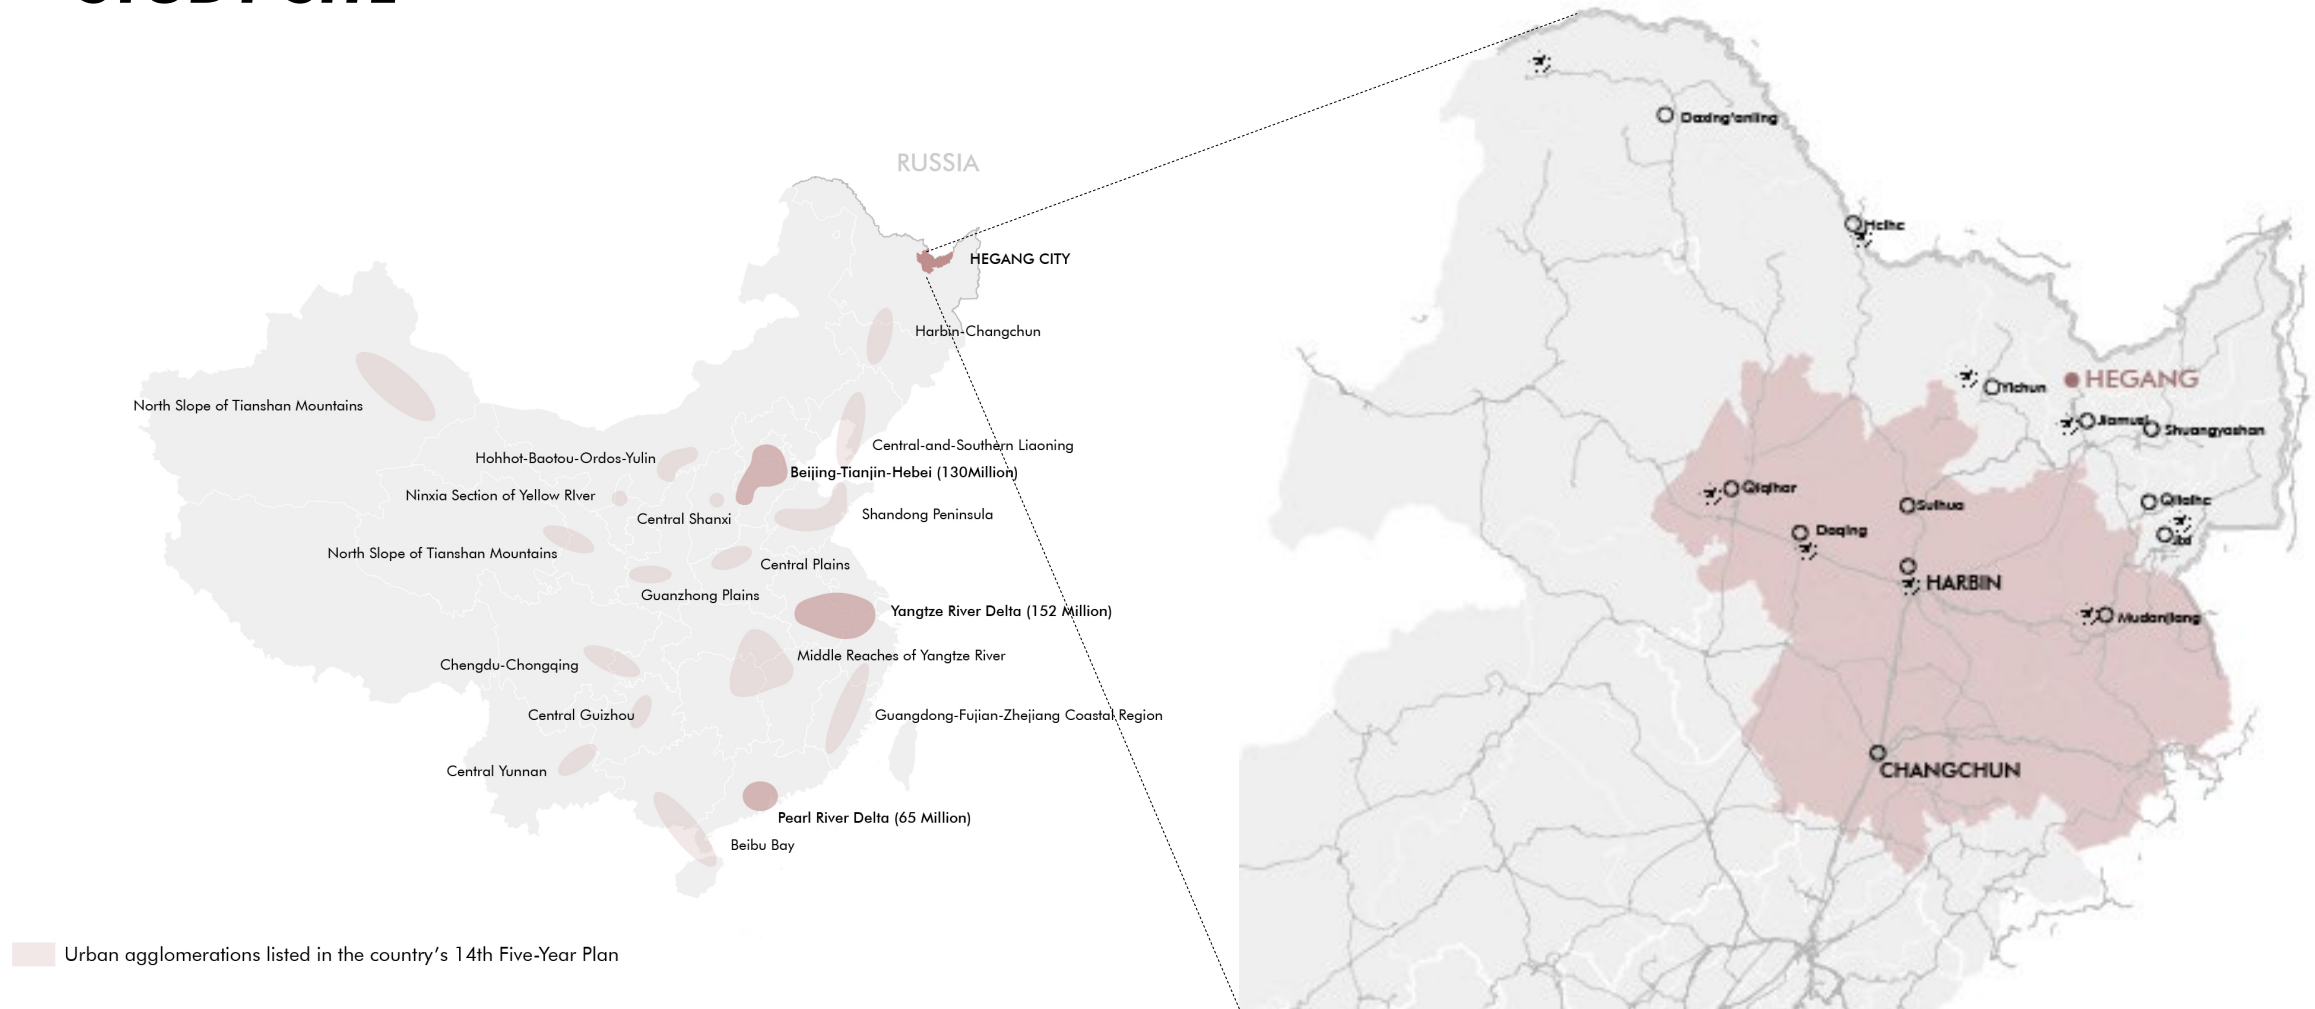 STUDY SITE
RUSSIA
HEGANG CITY
Harbin-Changchun
North Slope of Tianshan Mountains
Central-and-Southern Liaoning
Hohhot-Baotou-Ordos-Yulin
Beijing-Tianjin-Hebei (130Million)
Ninxia Section of Yellow RIver
Central Shanxi
Shandong Peninsula
North Slope of Tianshan Mountains
Central Plains
Guanzhong Plains
Yangtze River Delta (152 Million)
Middle Reaches of Yangtze River
Chengdu-Chongqing
Central Guizhou
Guangdong-Fujian-Zhejiang Coastal Region
Central Yunnan
Pearl River Delta (65 Million)
Beibu Bay
Urban agglomerations listed in the country's 14th Five-Year Plan
Daxing'anling
Yichun
HEGANG
Jiamusi
Shuangyashan
Qiqihar
Suihua
Daqing
HARBIN
Mudanjiang
CHANGCHUN